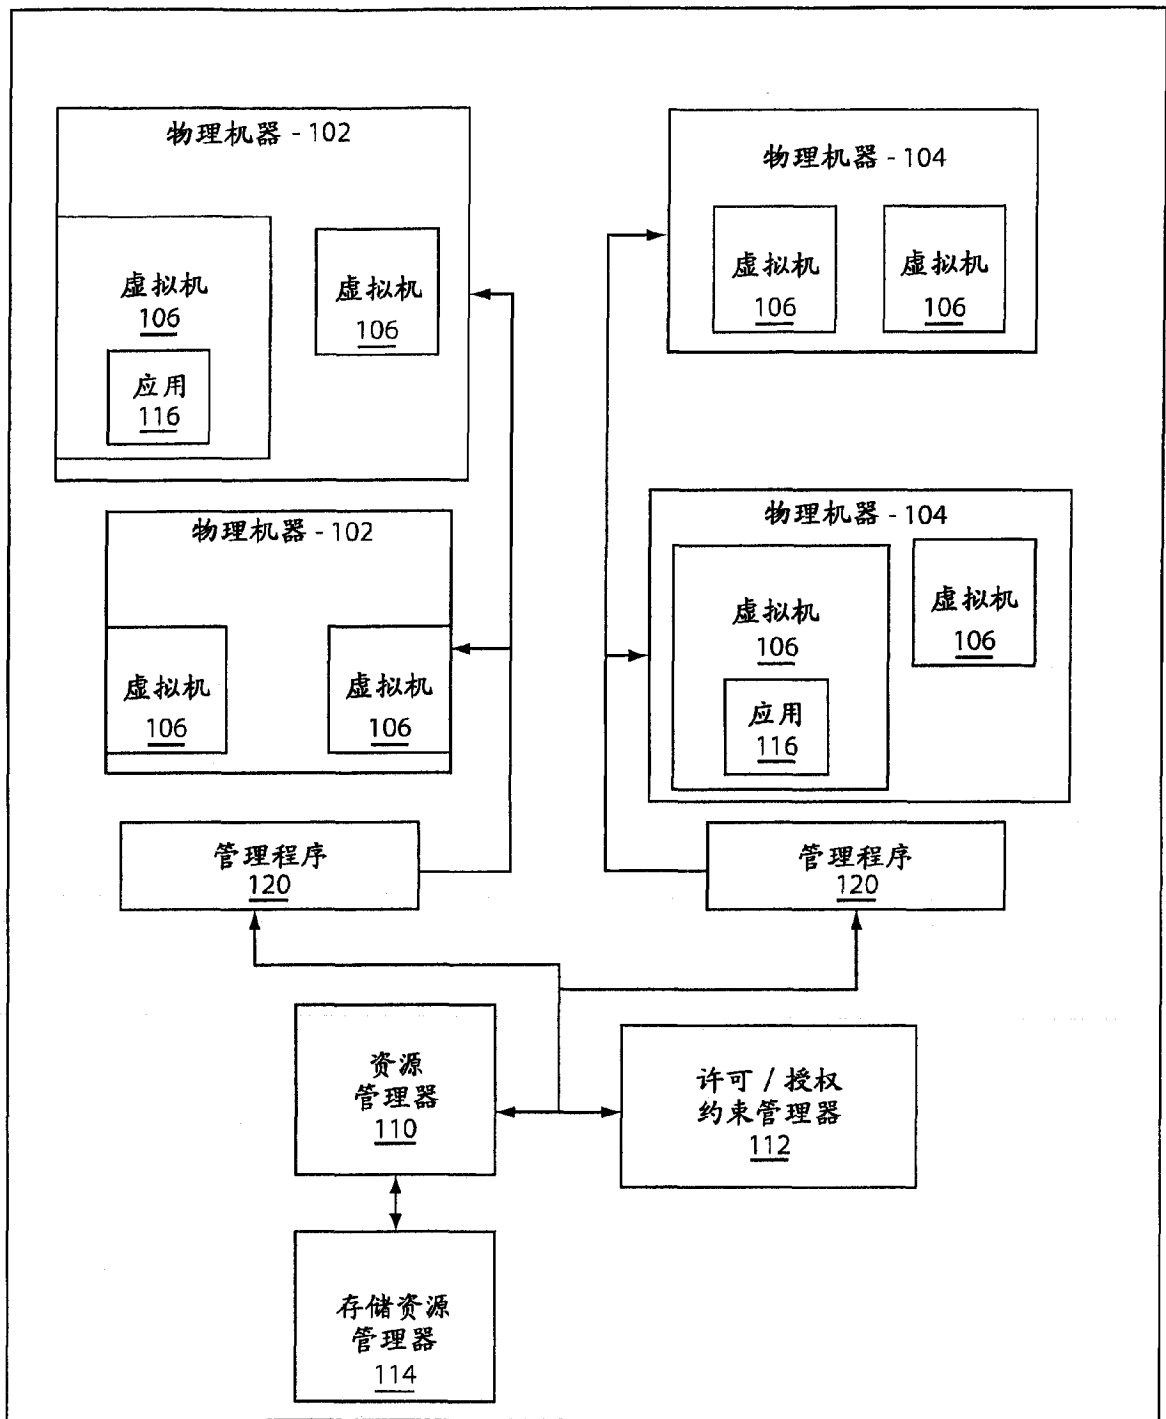 物理机器 - 102
虚拟机
106
应用
116
虚拟机
106
物理机器 - 104
虚拟机
106
虚拟机
106
物理机器 - 102
虚拟机
106
虚拟机
106
物理机器 - 104
虚拟机
106
应用
116
虚拟机
106
管理程序
120
管理程序
120
资源
管理器
110
许可 / 授权
约束管理器
112
存储资源
管理器
114